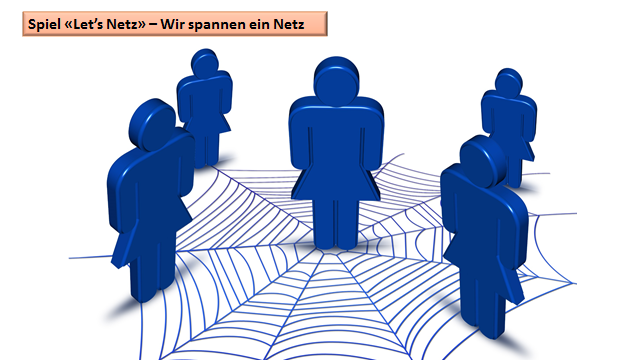 Spiel «Let's Netz» – Wir spannen ein Netz